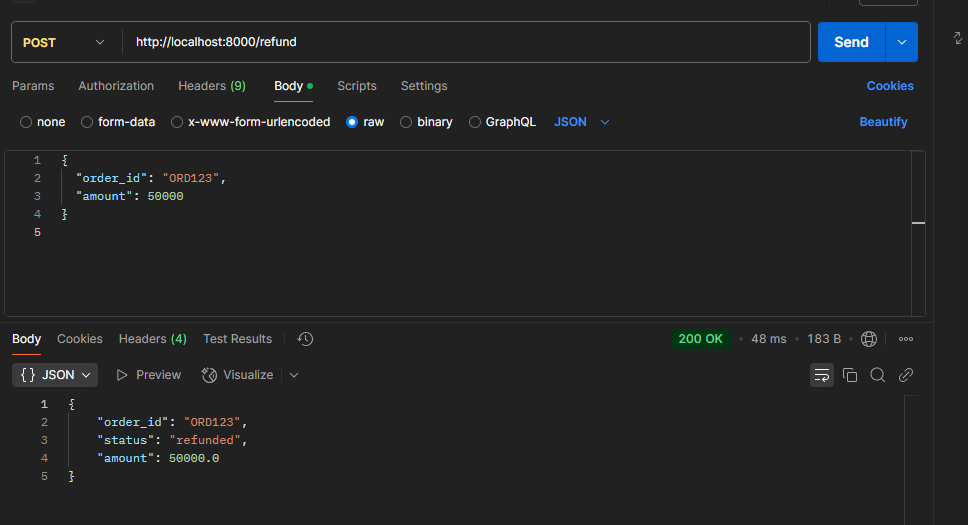 POST http://localhost:8000/refund Send
Params Authorization Headers (9) Body Scripts Settings Cookies
none form-data x-www-form-urlencoded raw binary GraphQL JSON Beautify
1 {
2 "order_id": "ORD123",
3 "amount": 50000
4 }
5
Body Cookies Headers (4) Test Results 200 OK • 48 ms • 183 B •
{} JSON Preview Visualize
1 {
2 "order_id": "ORD123",
3 "status": "refunded",
4 "amount": 50000.0
5 }